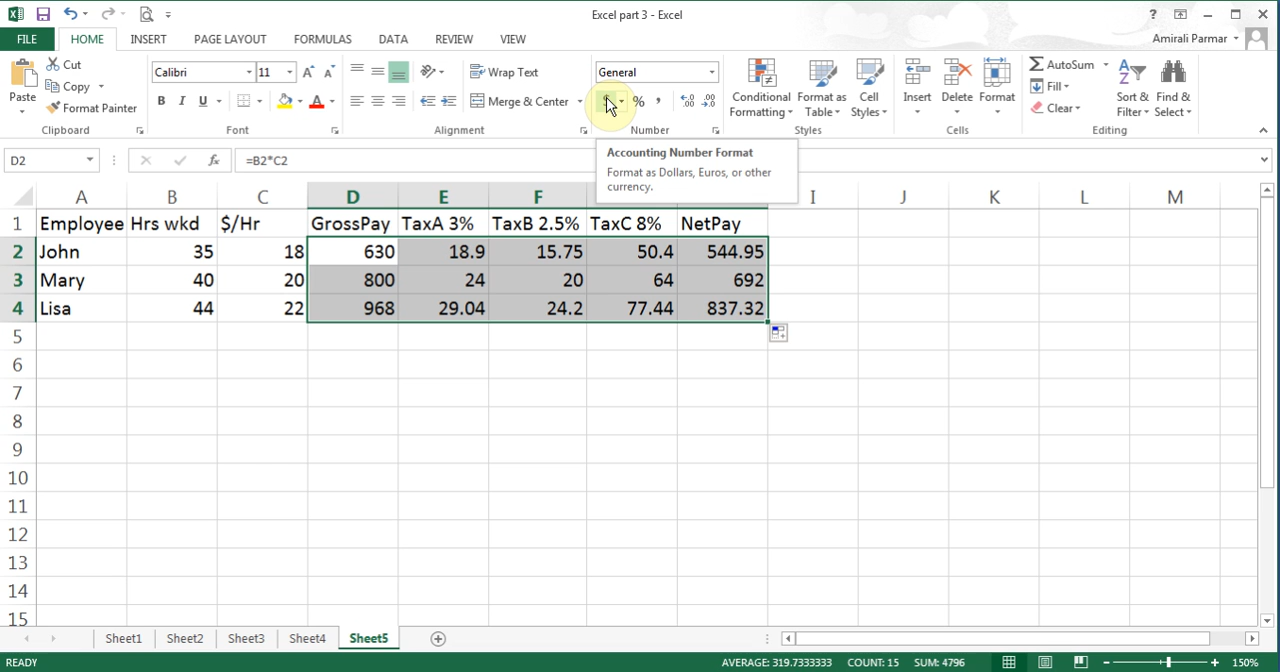 Excel part 3 - Excel
?
FILE HOME INSERT PAGE LAYOUT FORMULAS DATA REVIEW VIEW
Amirali Parmar
Paste
Cut
Copy
Format Painter
Clipboard
Calibri 11
B I U
Font
Wrap Text
Merge & Center
Alignment
General
% ,
Number
Conditional Formatting
Format as Table
Cell Styles
Styles
Insert Delete Format
Cells
AutoSum
Fill
Clear
Sort & Filter
Find & Select
Editing
D2 fx =B2*C2
Accounting Number Format
Format as Dollars, Euros, or other
currency.
A B C D E F I J K L M
1 Employee Hrs wkd $/Hr GrossPay TaxA 3% TaxB 2.5% TaxC 8% NetPay
2 John 35 18 630 18.9 15.75 50.4 544.95
3 Mary 40 20 800 24 20 64 692
4 Lisa 44 22 968 29.04 24.2 77.44 837.32
5
6
7
8
9
10
11
12
13
14
15
Sheet1 Sheet2 Sheet3 Sheet4 Sheet5
READY AVERAGE: 319.7333333 COUNT: 15 SUM: 4796 150%